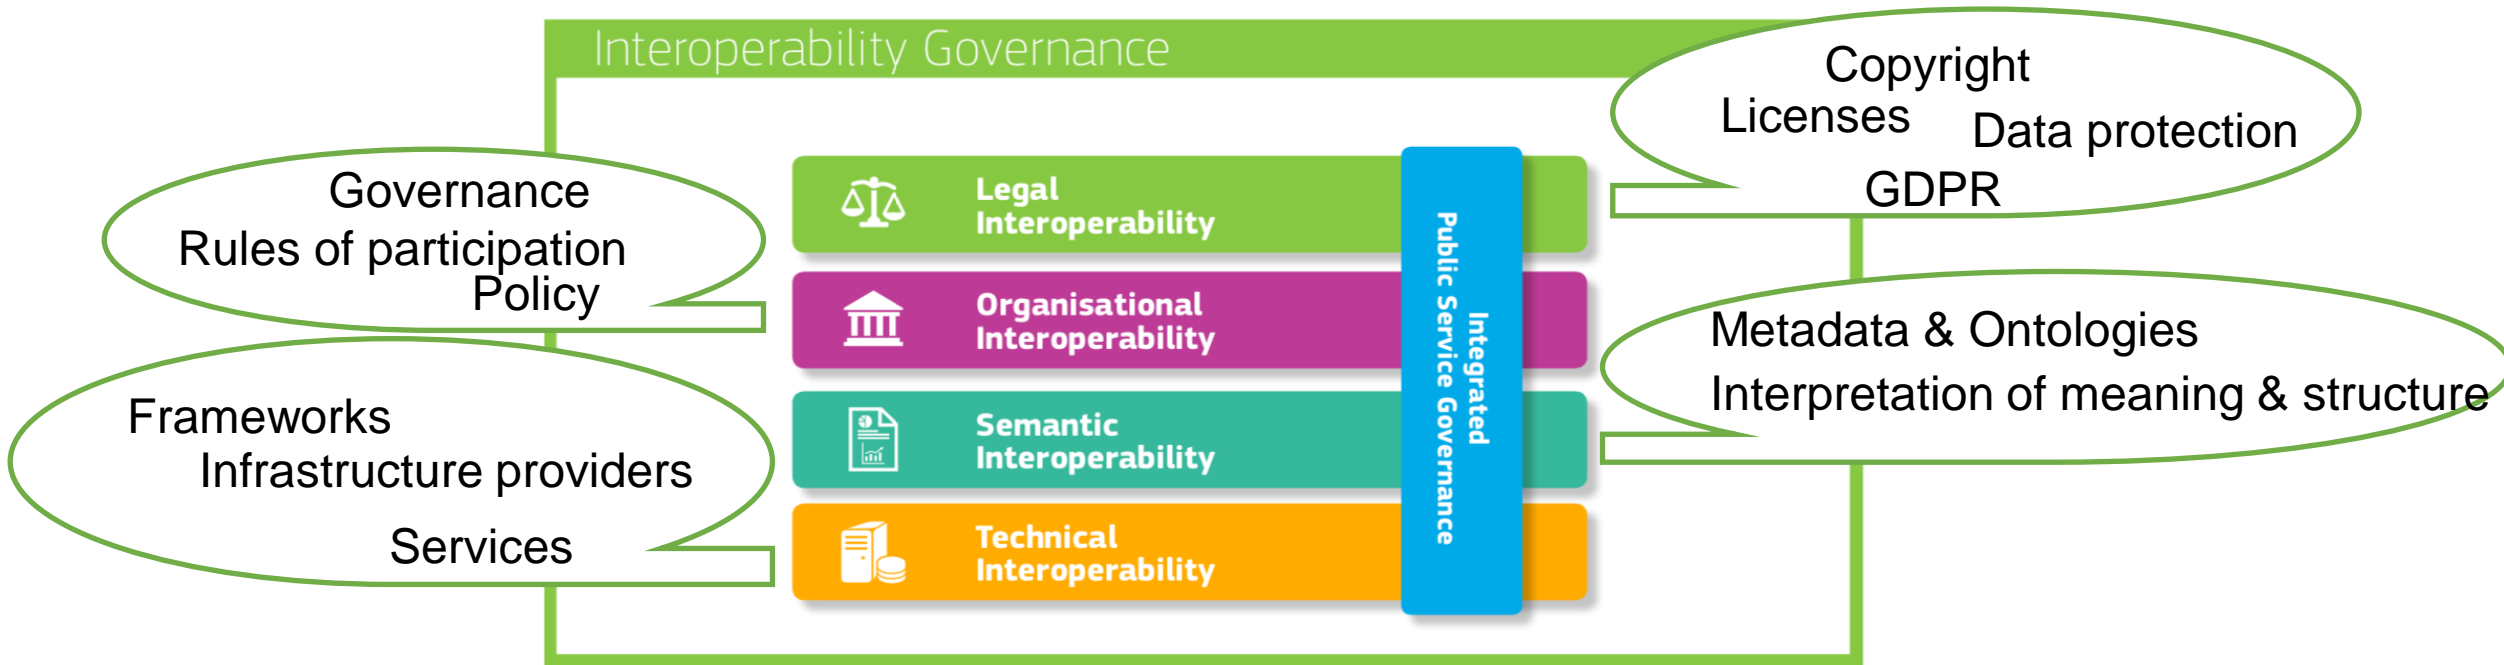 Interoperability Governance
Copyright
Licenses
Data protection
GDPR
Governance
Rules of participation
Policy
Legal
Interoperability
Organisational
Interoperability
Metadata & Ontologies
Interpretation of meaning & structure
Frameworks
Infrastructure providers
Services
Semantic
Interoperability
Technical
Interoperability
Integrated
Public Service Governance